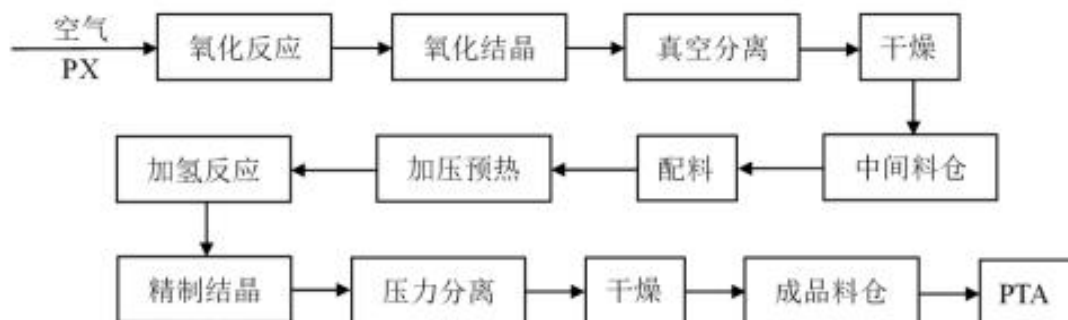 空气
PX
氧化反应
氧化结晶
真空分离
干燥
加氢反应
加压预热
配料
中间料仓
精制结晶
压力分离
干燥
成品料仓
PTA